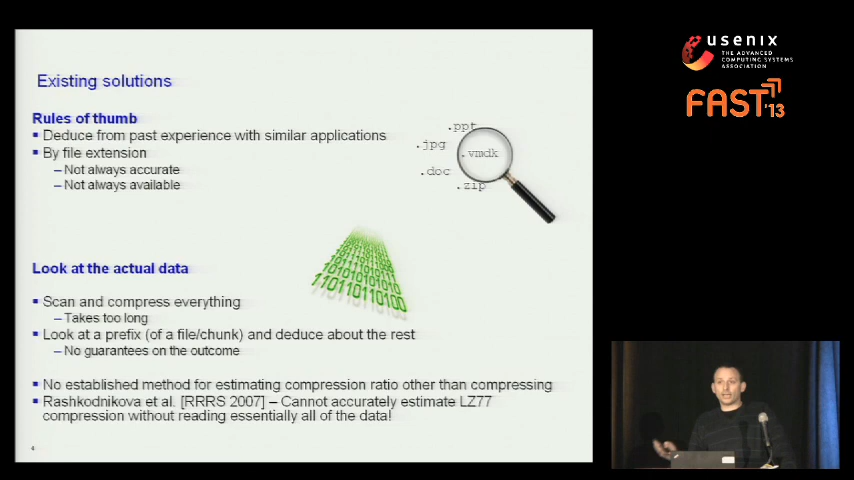 Existing solutions
Rules of thumb
Deduce from past experience with similar applications
By file extension
– Not always accurate
– Not always available
.ppt
.jpg
.vmdk
.doc
.zip
Look at the actual data
Scan and compress everything
– Takes too long
Look at a prefix (of a file/chunk) and deduce about the rest
– No guarantees on the outcome
No established method for estimating compression ratio other than compressing
Rashkodnikova et al. [RRRS 2007] – Cannot accurately estimate LZ77
compression without reading essentially all of the data!
4
usenix
THE ADVANCED
COMPUTING SYSTEMS
ASSOCIATION
FAST '13